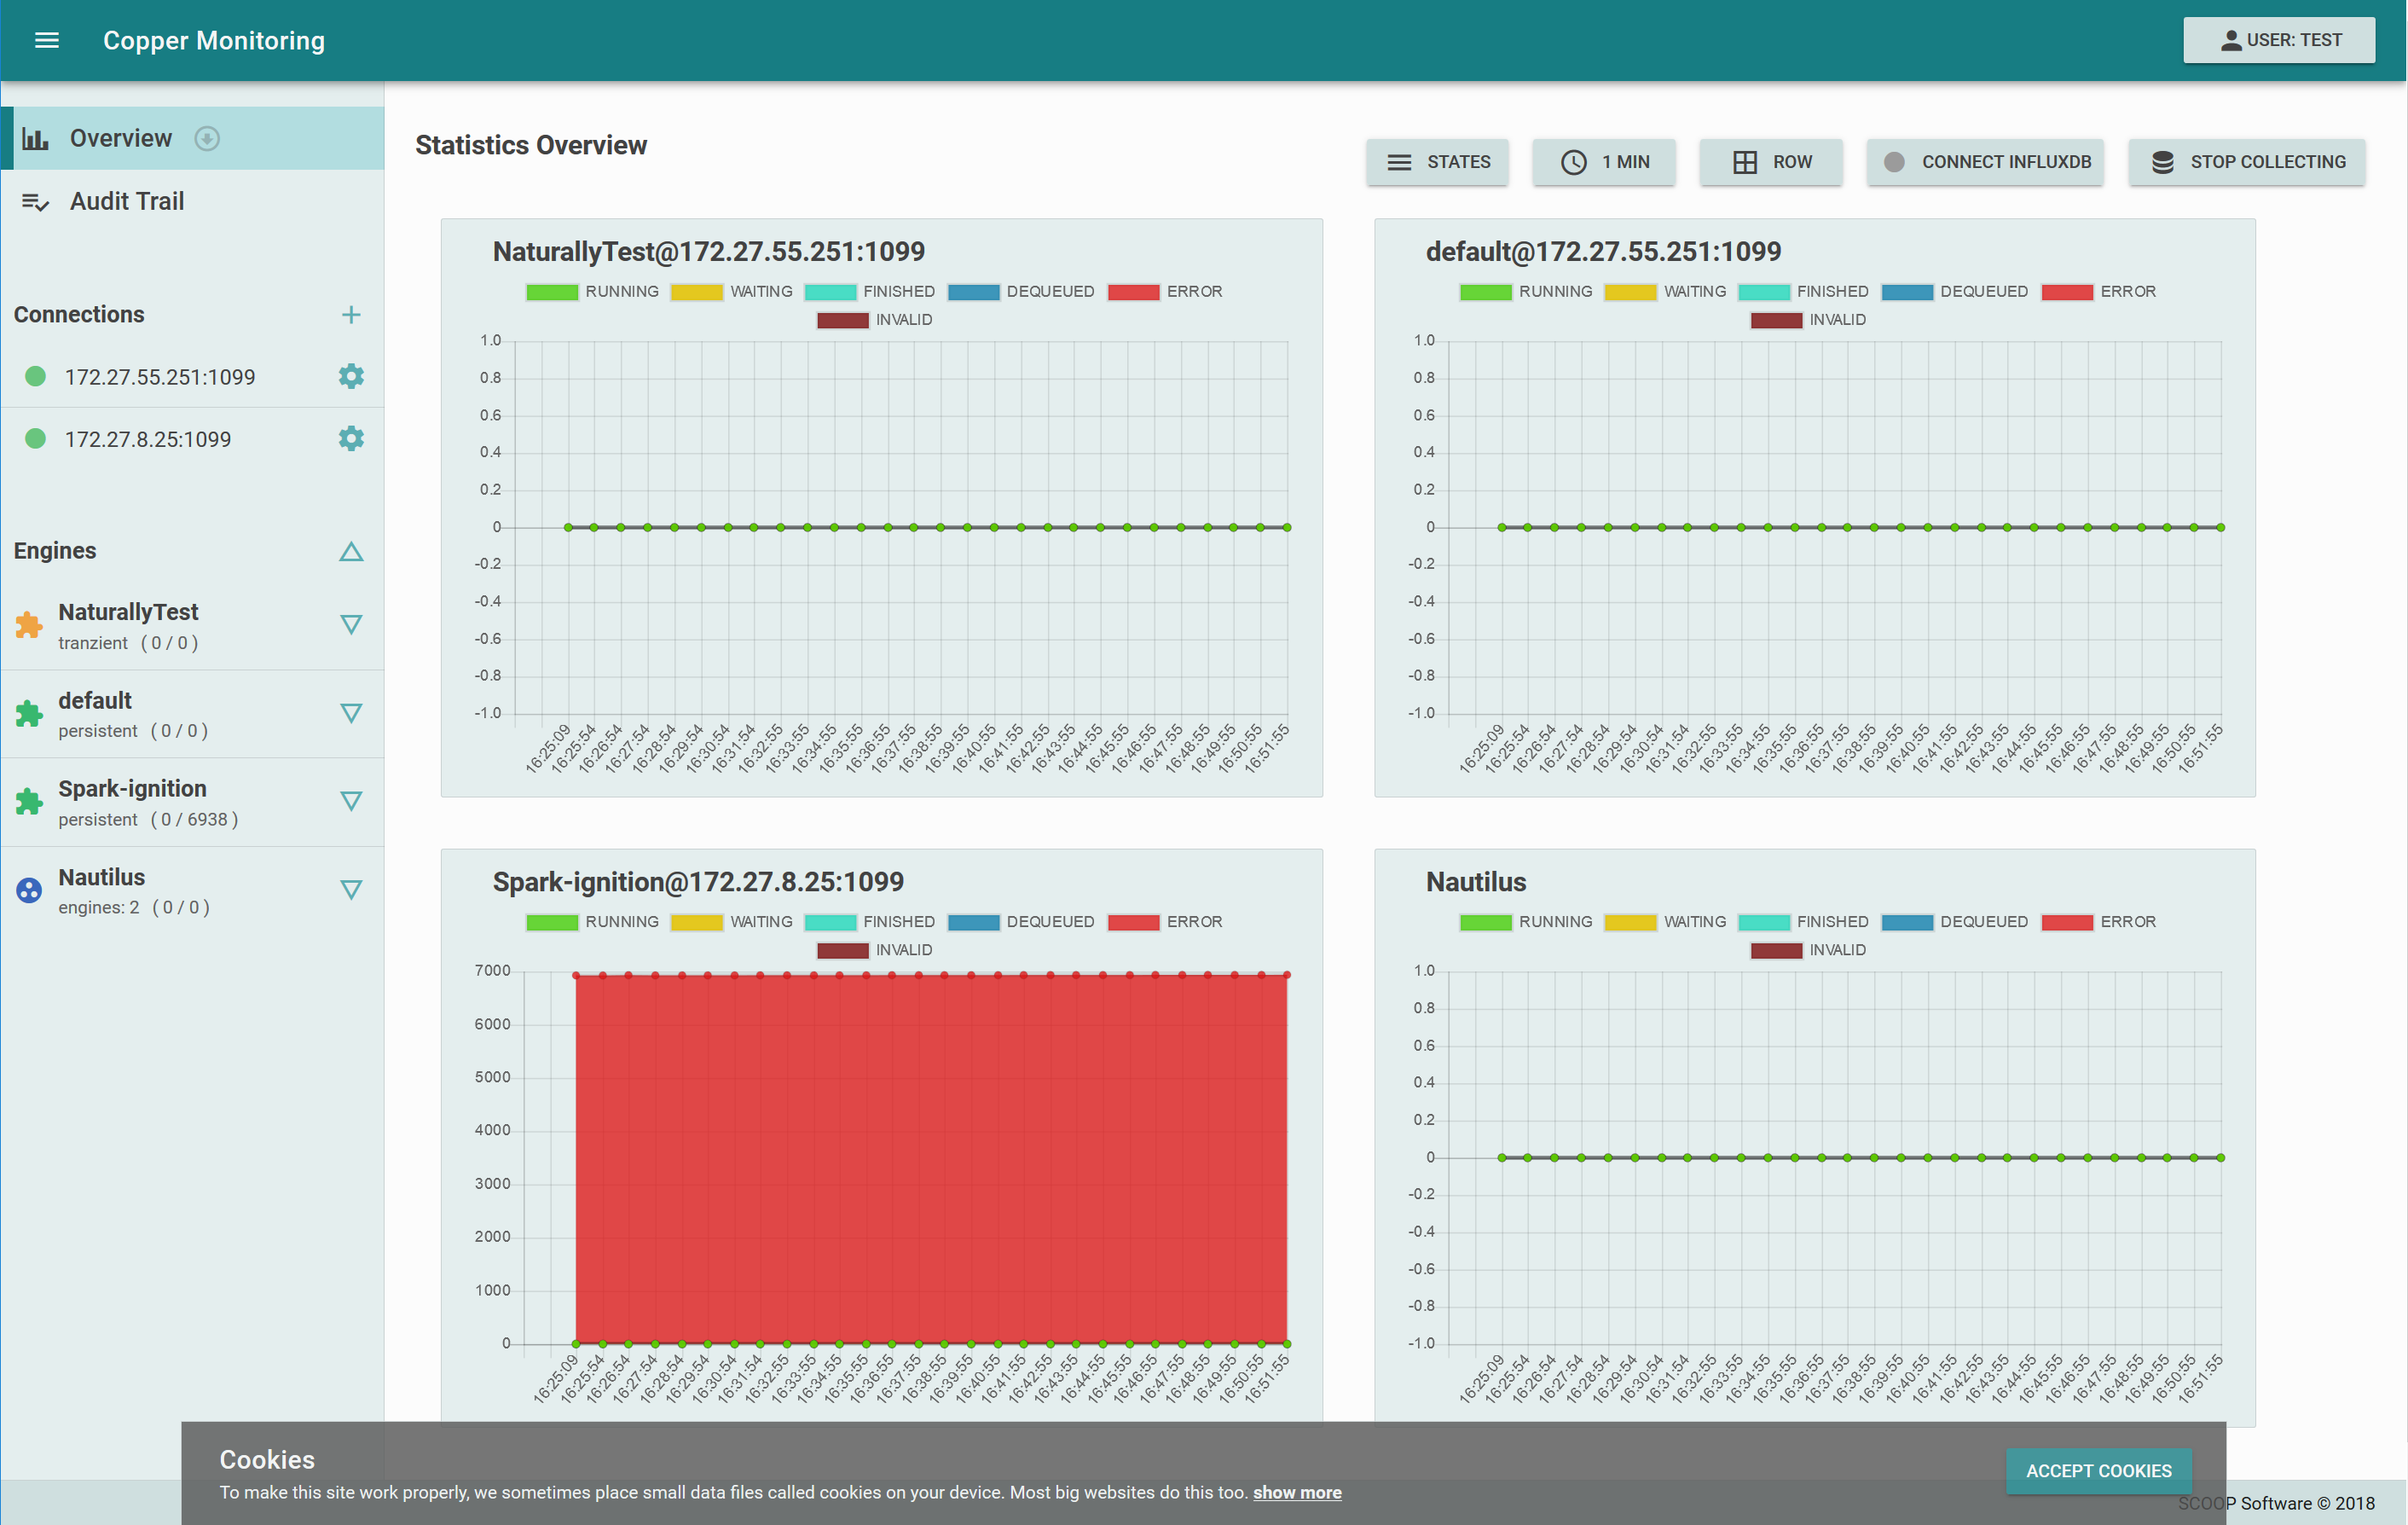 Copper Monitoring
USER: TEST
Overview
Audit Trail
Connections
172.27.55.251:1099
172.27.8.25:1099
Engines
NaturallyTest
tranzient ( 0 / 0 )
default
persistent ( 0 / 0 )
Spark-ignition
persistent ( 0 / 6938 )
Nautilus
engines: 2 ( 0 / 0 )
Statistics Overview
STATES
1 MIN
ROW
CONNECT INFLUXDB
STOP COLLECTING
NaturallyTest@172.27.55.251:1099
RUNNING WAITING FINISHED DEQUEUED ERROR
INVALID
1.0
0.8
0.6
0.4
0.2
0
-0.2
-0.4
-0.6
-0.8
-1.0
16:25:09 16:25:54 16:26:54 16:27:54 16:28:54 16:29:54 16:30:54 16:31:54 16:32:55 16:33:55 16:34:55 16:35:55 16:36:55 16:37:55 16:38:55 16:39:55 16:40:55 16:41:55 16:42:55 16:43:55 16:44:55 16:45:55 16:46:55 16:47:55 16:48:55 16:49:55 16:50:55 16:51:55
default@172.27.55.251:1099
RUNNING WAITING FINISHED DEQUEUED ERROR
INVALID
1.0
0.8
0.6
0.4
0.2
0
-0.2
-0.4
-0.6
-0.8
-1.0
16:25:09 16:25:54 16:26:54 16:27:54 16:28:54 16:29:54 16:30:54 16:31:54 16:32:55 16:33:55 16:34:55 16:35:55 16:36:55 16:37:55 16:38:55 16:39:55 16:40:55 16:41:55 16:42:55 16:43:55 16:44:55 16:45:55 16:46:55 16:47:55 16:48:55 16:49:55 16:50:55 16:51:55
Spark-ignition@172.27.8.25:1099
RUNNING WAITING FINISHED DEQUEUED ERROR
INVALID
7000
6000
5000
4000
3000
2000
1000
0
16:25:09 16:25:54 16:26:54 16:27:54 16:28:54 16:29:54 16:30:54 16:31:54 16:32:55 16:33:55 16:34:55 16:35:55 16:36:55 16:37:55 16:38:55 16:39:55 16:40:55 16:41:55 16:42:55 16:43:55 16:44:55 16:45:55 16:46:55 16:47:55 16:48:55 16:49:55 16:50:55 16:51:55
Nautilus
RUNNING WAITING FINISHED DEQUEUED ERROR
INVALID
1.0
0.8
0.6
0.4
0.2
0
-0.2
-0.4
-0.6
-0.8
-1.0
16:25:09 16:25:54 16:26:54 16:27:54 16:28:54 16:29:54 16:30:54 16:31:54 16:32:55 16:33:55 16:34:55 16:35:55 16:36:55 16:37:55 16:38:55 16:39:55 16:40:55 16:41:55 16:42:55 16:43:55 16:44:55 16:45:55 16:46:55 16:47:55 16:48:55 16:49:55 16:50:55 16:51:55
Cookies
To make this site work properly, we sometimes place small data files called cookies on your device. Most big websites do this too. show more
ACCEPT COOKIES
SCOOP Software © 2018